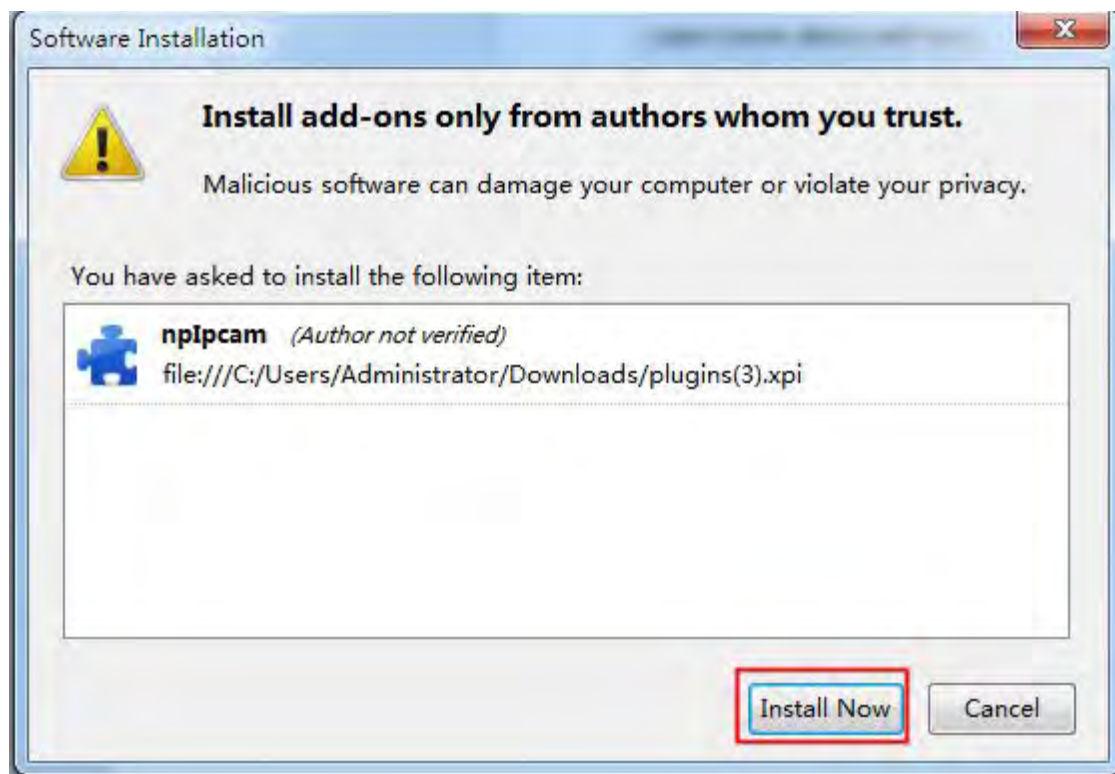 Software Installation
Install add-ons only from authors whom you trust.
Malicious software can damage your computer or violate your privacy.
You have asked to install the following item:
npIpcam (Author not verified)
file:///C:/Users/Administrator/Downloads/plugins(3).xpi
Install Now Cancel